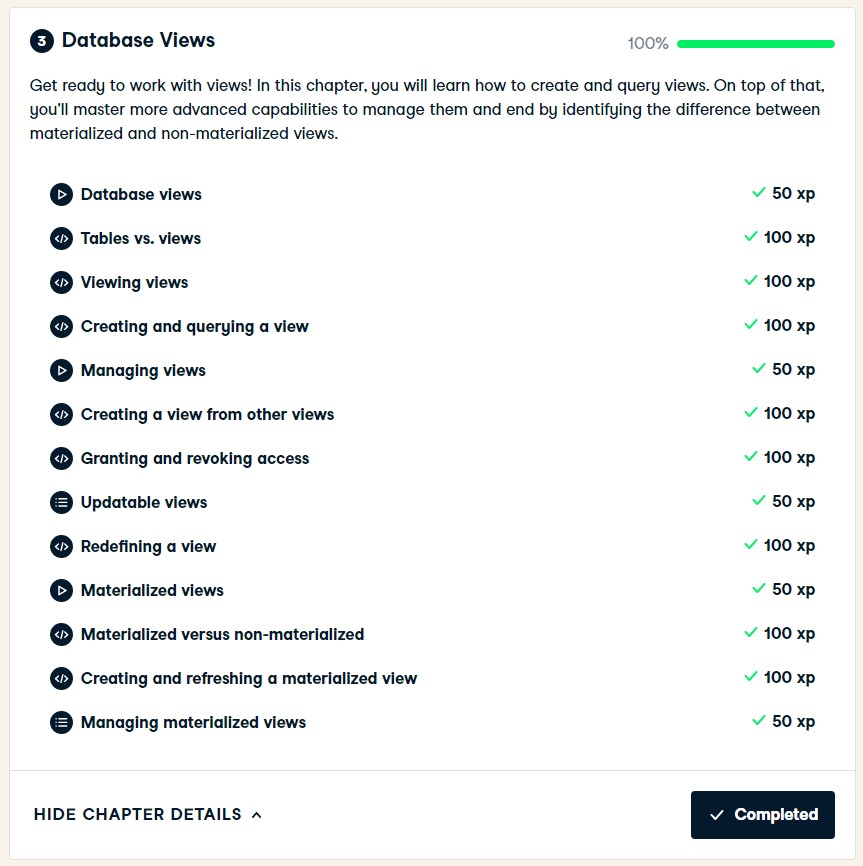 3 Database Views
100%
Get ready to work with views! In this chapter, you will learn how to create and query views. On top of that,
you'll master more advanced capabilities to manage them and end by identifying the difference between
materialized and non-materialized views.
Database views 50 xp
Tables vs. views 100 xp
Viewing views 100 xp
Creating and querying a view 100 xp
Managing views 50 xp
Creating a view from other views 100 xp
Granting and revoking access 100 xp
Updatable views 50 xp
Redefining a view 100 xp
Materialized views 50 xp
Materialized versus non-materialized 100 xp
Creating and refreshing a materialized view 100 xp
Managing materialized views 50 xp
HIDE CHAPTER DETAILS
Completed